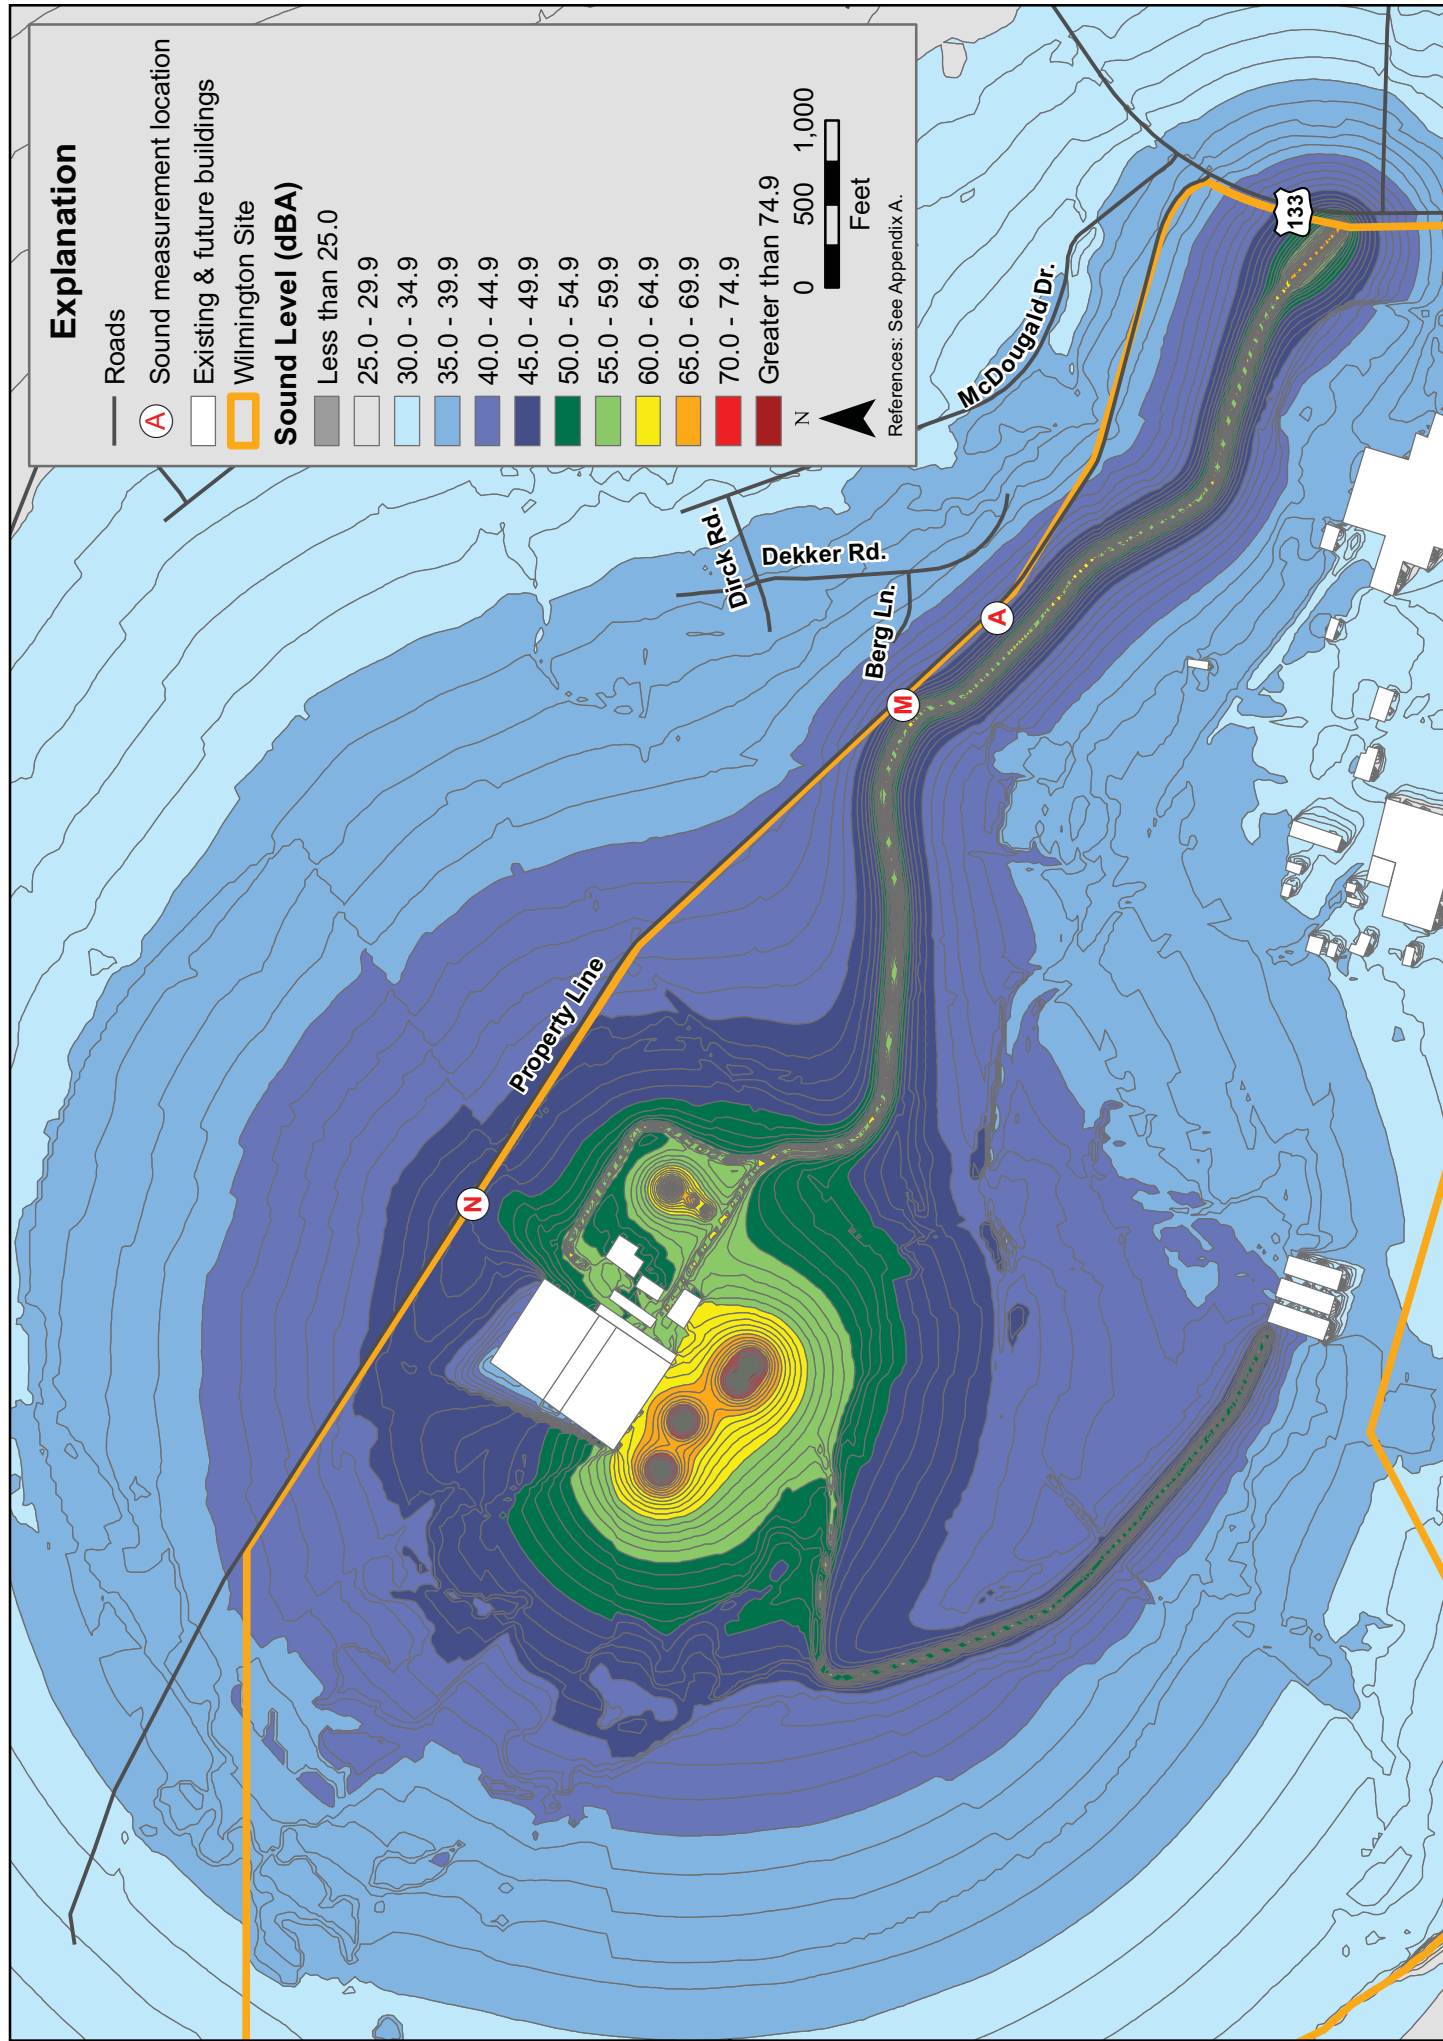 Explanation
Roads
A Sound measurement location
Existing & future buildings
Wilmington Site
Sound Level (dBA)
Less than 25.0
25.0 - 29.9
30.0 - 34.9
35.0 - 39.9
40.0 - 44.9
45.0 - 49.9
50.0 - 54.9
55.0 - 59.9
60.0 - 64.9
65.0 - 69.9
70.0 - 74.9
Greater than 74.9
N
0 500 1,000
Feet
References: See Appendix A.
N
Property Line
M
A
Berg Ln.
Dekker Rd.
Dirck Rd.
McDougald Dr.
133